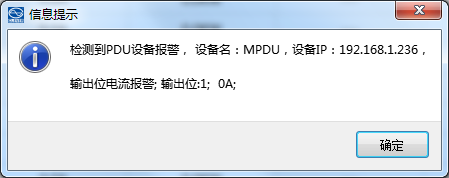 信息提示
检测到PDU设备报警， 设备名：MPDU，设备IP：192.168.1.236，
输出位电流报警; 输出位:1;  0A;
确定